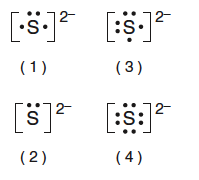 [·S̈·]2– [:Ṣ̈·]2–
(1) (3)
[S̈]2– [:Ṣ̤̈:]2–
(2) (4)